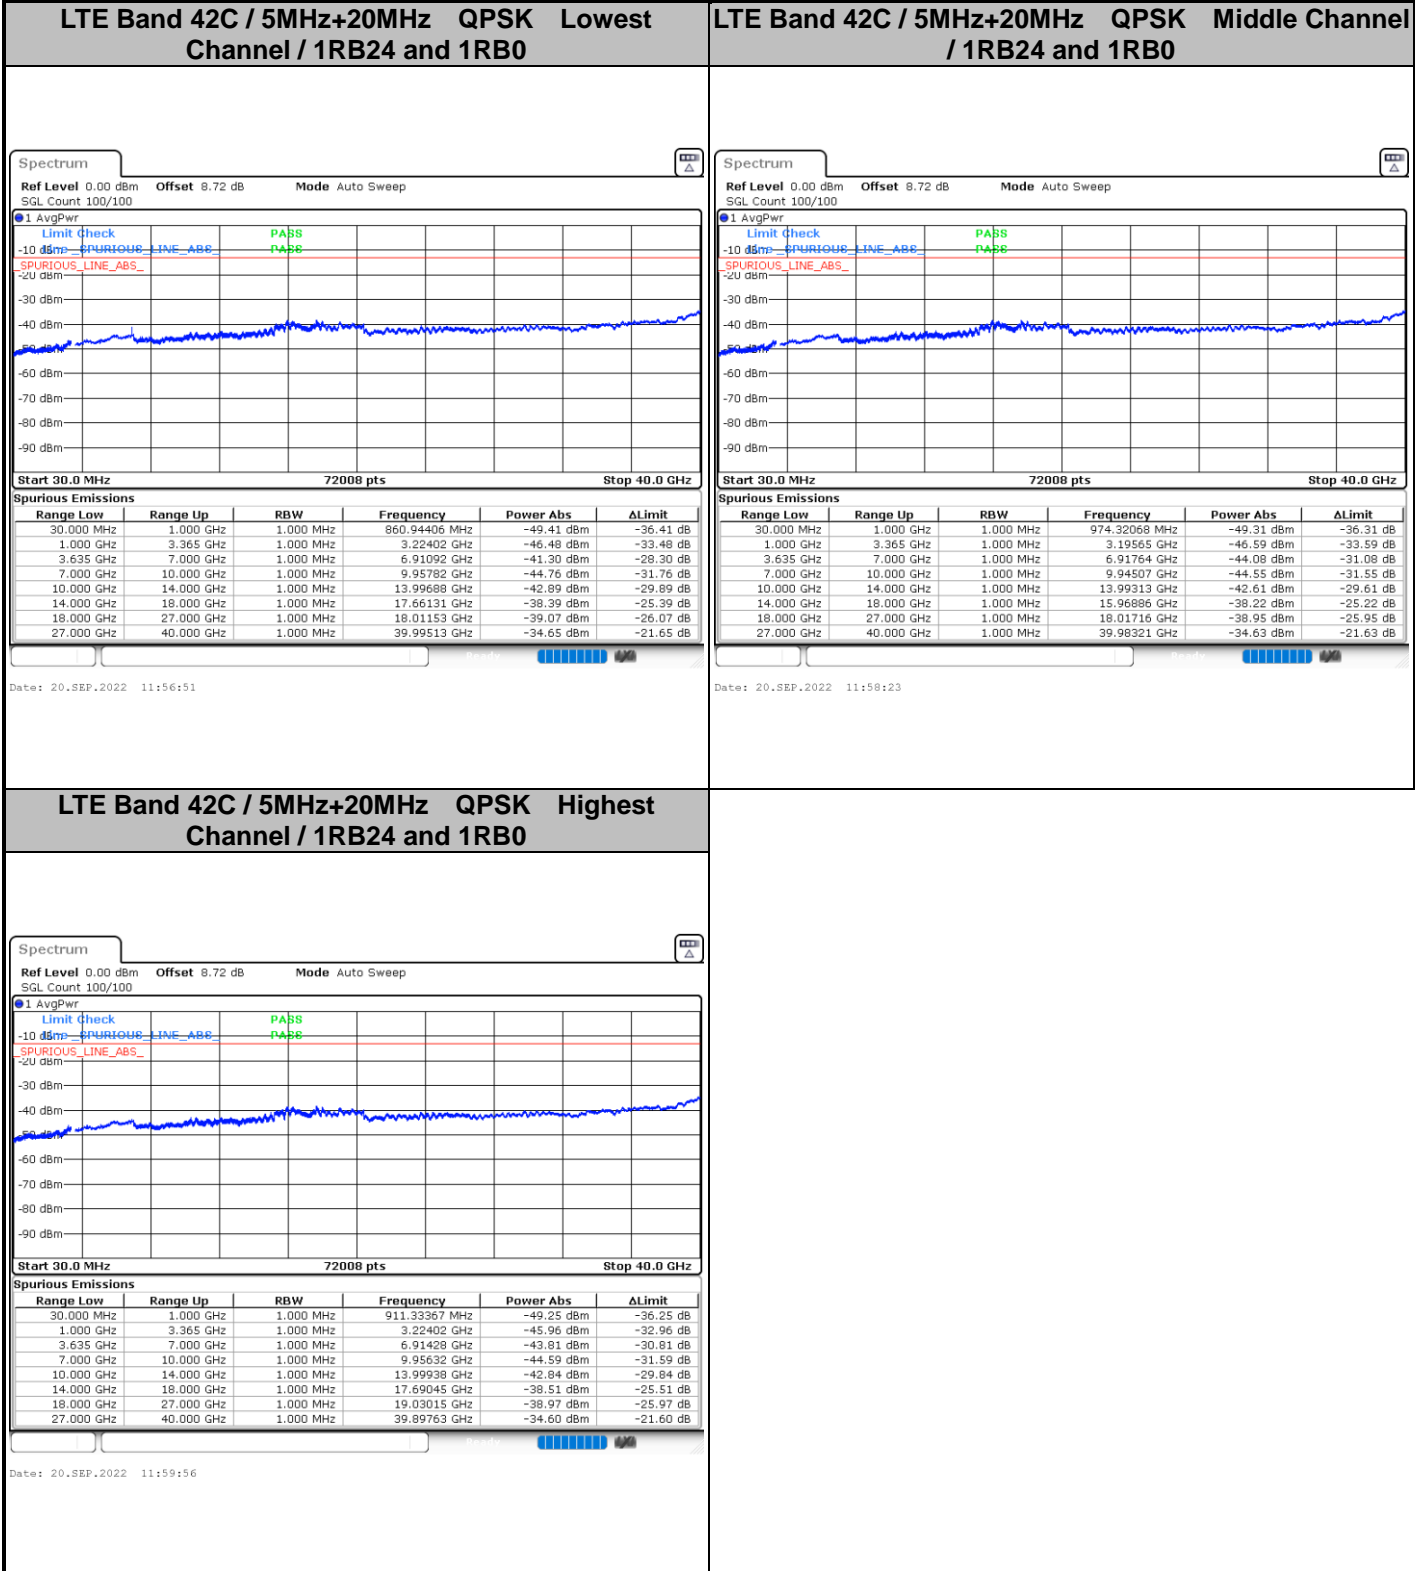 LTE Band 42C / 5MHz+20MHz QPSK Lowest
Channel / 1RB24 and 1RB0
Spectrum
Ref Level 0.00 dBm Offset 8.72 dB Mode Auto Sweep
SGL Count 100/100
1 AvgPwr
Limit Check PASS
-10 dBm Line _SPURIOUS_LINE_ABS_ PASS
_SPURIOUS_LINE_ABS_
-20 dBm
-30 dBm
-40 dBm
-50 dBm
-60 dBm
-70 dBm
-80 dBm
-90 dBm
Start 30.0 MHz 72008 pts Stop 40.0 GHz
Spurious Emissions
Range Low Range Up RBW Frequency Power Abs ΔLimit
30.000 MHz 1.000 GHz 1.000 MHz 860.94406 MHz -49.41 dBm -36.41 dB
1.000 GHz 3.365 GHz 1.000 MHz 3.22402 GHz -46.48 dBm -33.48 dB
3.635 GHz 7.000 GHz 1.000 MHz 6.91092 GHz -41.30 dBm -28.30 dB
7.000 GHz 10.000 GHz 1.000 MHz 9.95782 GHz -44.76 dBm -31.76 dB
10.000 GHz 14.000 GHz 1.000 MHz 13.99688 GHz -42.89 dBm -29.89 dB
14.000 GHz 18.000 GHz 1.000 MHz 17.66131 GHz -38.39 dBm -25.39 dB
18.000 GHz 27.000 GHz 1.000 MHz 18.01153 GHz -39.07 dBm -26.07 dB
27.000 GHz 40.000 GHz 1.000 MHz 39.99513 GHz -34.65 dBm -21.65 dB
Ready
Date: 20.SEP.2022 11:56:51
LTE Band 42C / 5MHz+20MHz QPSK Middle Channel
/ 1RB24 and 1RB0
Spectrum
Ref Level 0.00 dBm Offset 8.72 dB Mode Auto Sweep
SGL Count 100/100
1 AvgPwr
Limit Check PASS
-10 dBm Line _SPURIOUS_LINE_ABS_ PASS
_SPURIOUS_LINE_ABS_
-20 dBm
-30 dBm
-40 dBm
-50 dBm
-60 dBm
-70 dBm
-80 dBm
-90 dBm
Start 30.0 MHz 72008 pts Stop 40.0 GHz
Spurious Emissions
Range Low Range Up RBW Frequency Power Abs ΔLimit
30.000 MHz 1.000 GHz 1.000 MHz 974.32068 MHz -49.31 dBm -36.31 dB
1.000 GHz 3.365 GHz 1.000 MHz 3.19565 GHz -46.59 dBm -33.59 dB
3.635 GHz 7.000 GHz 1.000 MHz 6.91764 GHz -44.08 dBm -31.08 dB
7.000 GHz 10.000 GHz 1.000 MHz 9.94507 GHz -44.55 dBm -31.55 dB
10.000 GHz 14.000 GHz 1.000 MHz 13.99313 GHz -42.61 dBm -29.61 dB
14.000 GHz 18.000 GHz 1.000 MHz 15.96886 GHz -38.22 dBm -25.22 dB
18.000 GHz 27.000 GHz 1.000 MHz 18.01716 GHz -38.95 dBm -25.95 dB
27.000 GHz 40.000 GHz 1.000 MHz 39.98321 GHz -34.63 dBm -21.63 dB
Ready
Date: 20.SEP.2022 11:58:23
LTE Band 42C / 5MHz+20MHz QPSK Highest
Channel / 1RB24 and 1RB0
Spectrum
Ref Level 0.00 dBm Offset 8.72 dB Mode Auto Sweep
SGL Count 100/100
1 AvgPwr
Limit Check PASS
-10 dBm Line _SPURIOUS_LINE_ABS_ PASS
_SPURIOUS_LINE_ABS_
-20 dBm
-30 dBm
-40 dBm
-50 dBm
-60 dBm
-70 dBm
-80 dBm
-90 dBm
Start 30.0 MHz 72008 pts Stop 40.0 GHz
Spurious Emissions
Range Low Range Up RBW Frequency Power Abs ΔLimit
30.000 MHz 1.000 GHz 1.000 MHz 911.33367 MHz -49.25 dBm -36.25 dB
1.000 GHz 3.365 GHz 1.000 MHz 3.22402 GHz -45.96 dBm -32.96 dB
3.635 GHz 7.000 GHz 1.000 MHz 6.91428 GHz -43.81 dBm -30.81 dB
7.000 GHz 10.000 GHz 1.000 MHz 9.95632 GHz -44.59 dBm -31.59 dB
10.000 GHz 14.000 GHz 1.000 MHz 13.99938 GHz -42.84 dBm -29.84 dB
14.000 GHz 18.000 GHz 1.000 MHz 17.69045 GHz -38.51 dBm -25.51 dB
18.000 GHz 27.000 GHz 1.000 MHz 19.03015 GHz -38.97 dBm -25.97 dB
27.000 GHz 40.000 GHz 1.000 MHz 39.89763 GHz -34.60 dBm -21.60 dB
Ready
Date: 20.SEP.2022 11:59:56